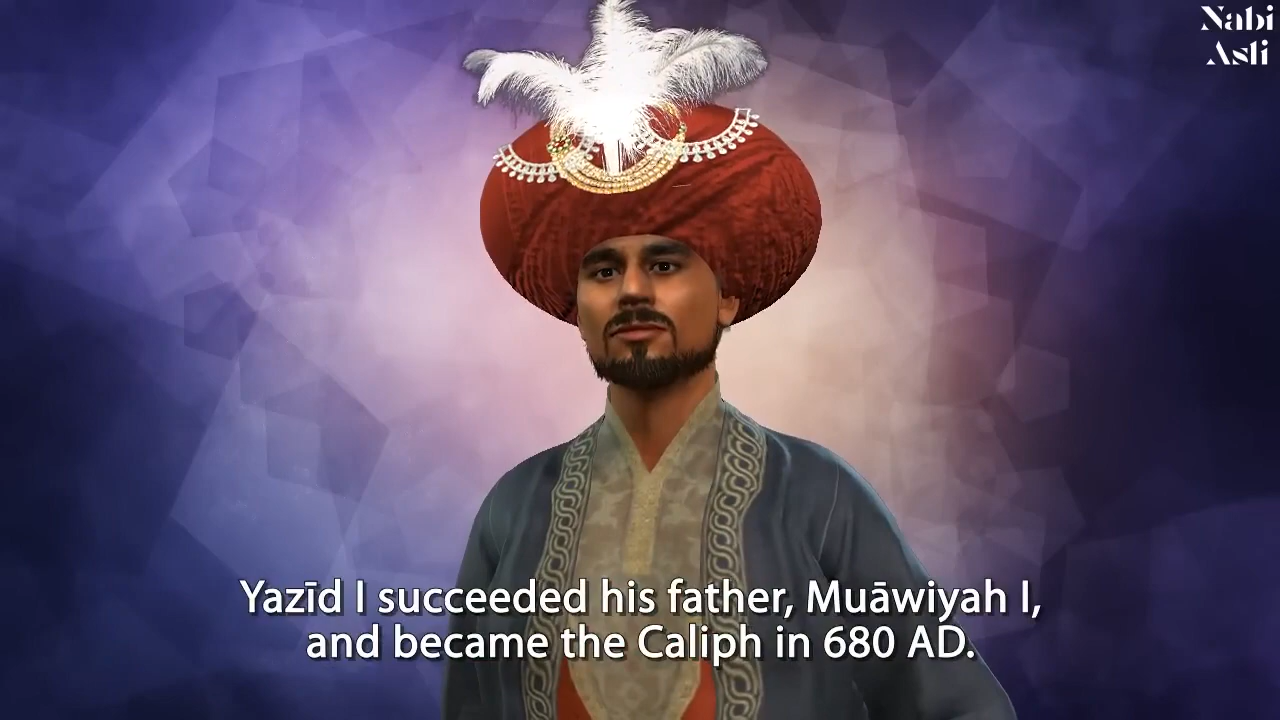 Nabi
Asli
Yazīd I succeeded his father, Muāwiyah I,
and became the Caliph in 680 AD.